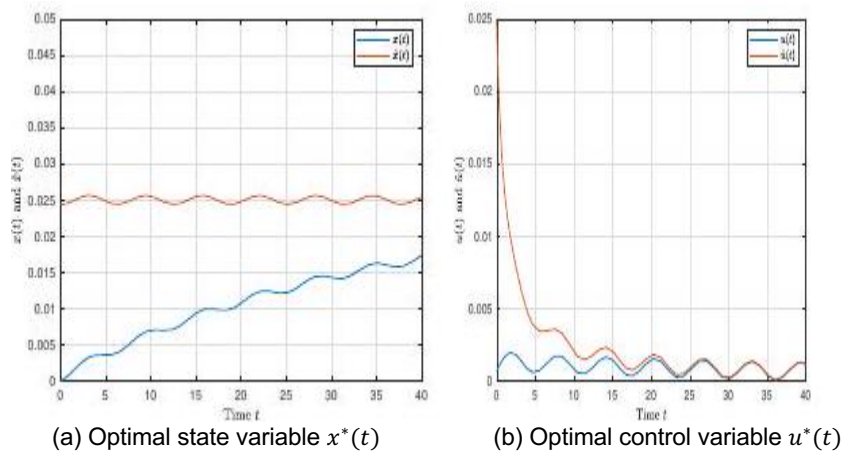 0.05
0.045
0.04
0.035
0.03
0.025
0.02
0.015
0.01
0.005
0
0 5 10 15 20 25 30 35 40
x(t) and x̂(t)
Time t
x(t)
x̂(t)
(a) Optimal state variable 𝑥*(𝑡)
0.025
0.02
0.015
0.01
0.005
0
0 5 10 15 20 25 30 35 40
u(t) and û(t)
Time t
u(t)
û(t)
(b) Optimal control variable 𝑢*(𝑡)